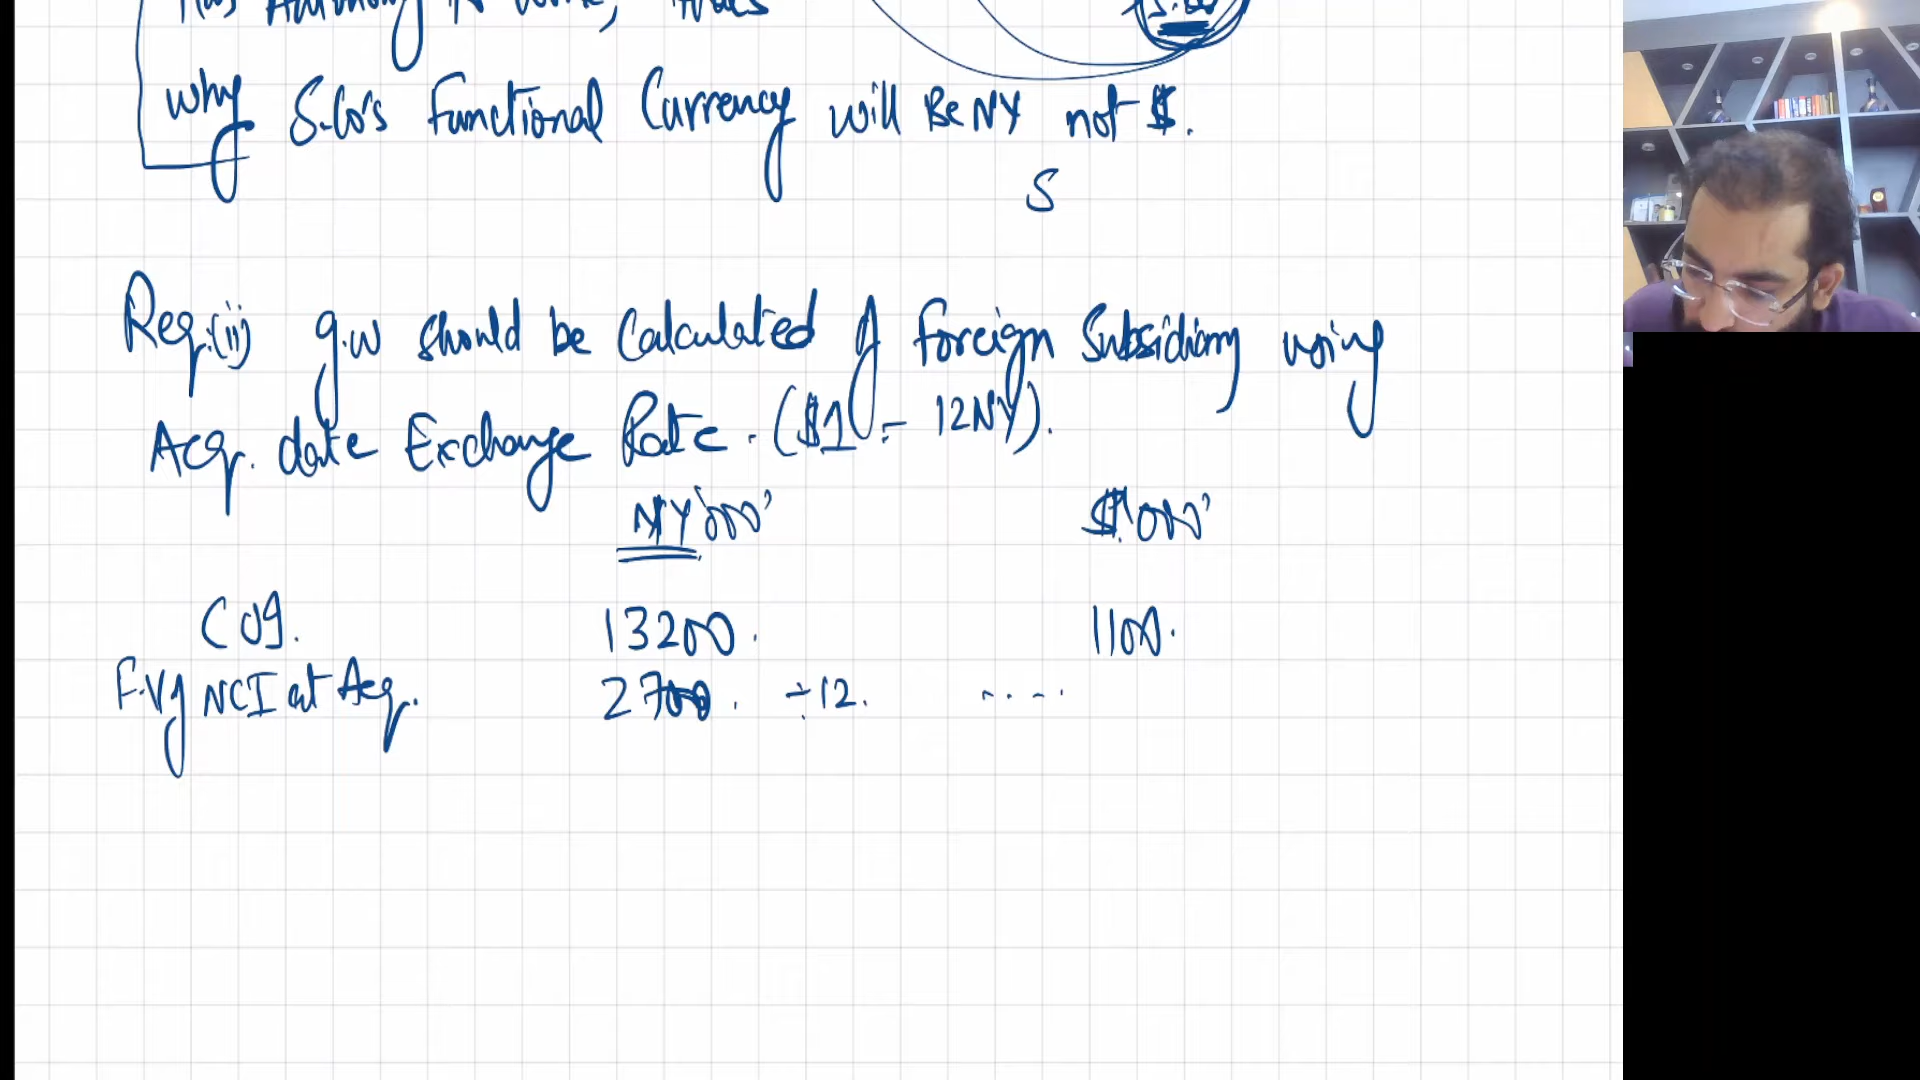 why S.Co's Functional Currency will Be NY not $.
S
Req:(ii) g.w should be Calculated of foreign Subsidiary using
Acq. date Exchange Rate. ($1 = 12NY).
NY'000' $'000'
COI. 13200. 1100.
F.V of NCI at Acq. 2700. ÷12. ....